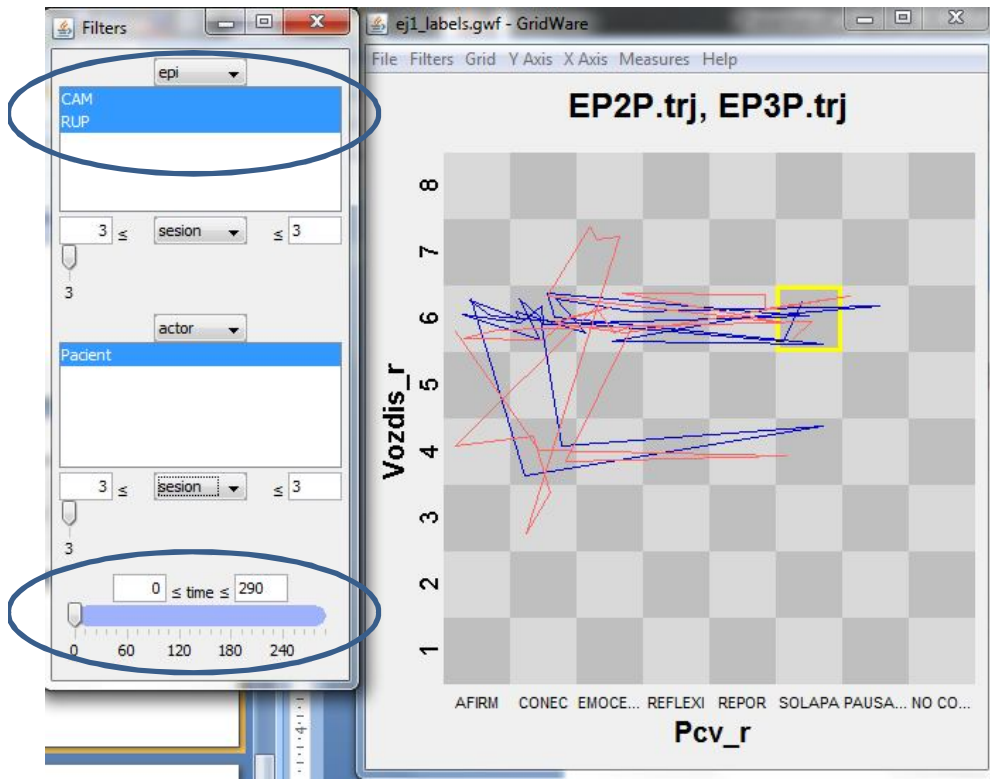 Filters
epi
CAM
RUP
3 ≤ sesion ≤ 3
3
actor
Pacient
3 ≤ sesion ≤ 3
3
0 ≤ time ≤ 290
0 60 120 180 240
ej1_labels.gwf - GridWare
File Filters Grid Y Axis X Axis Measures Help
EP2P.trj, EP3P.trj
8
7
6
5
4
3
2
1
Vozdis_r
AFIRM CONEC EMOCE... REFLEXI REPOR SOLAPA PAUSA... NO CO...
Pcv_r
4